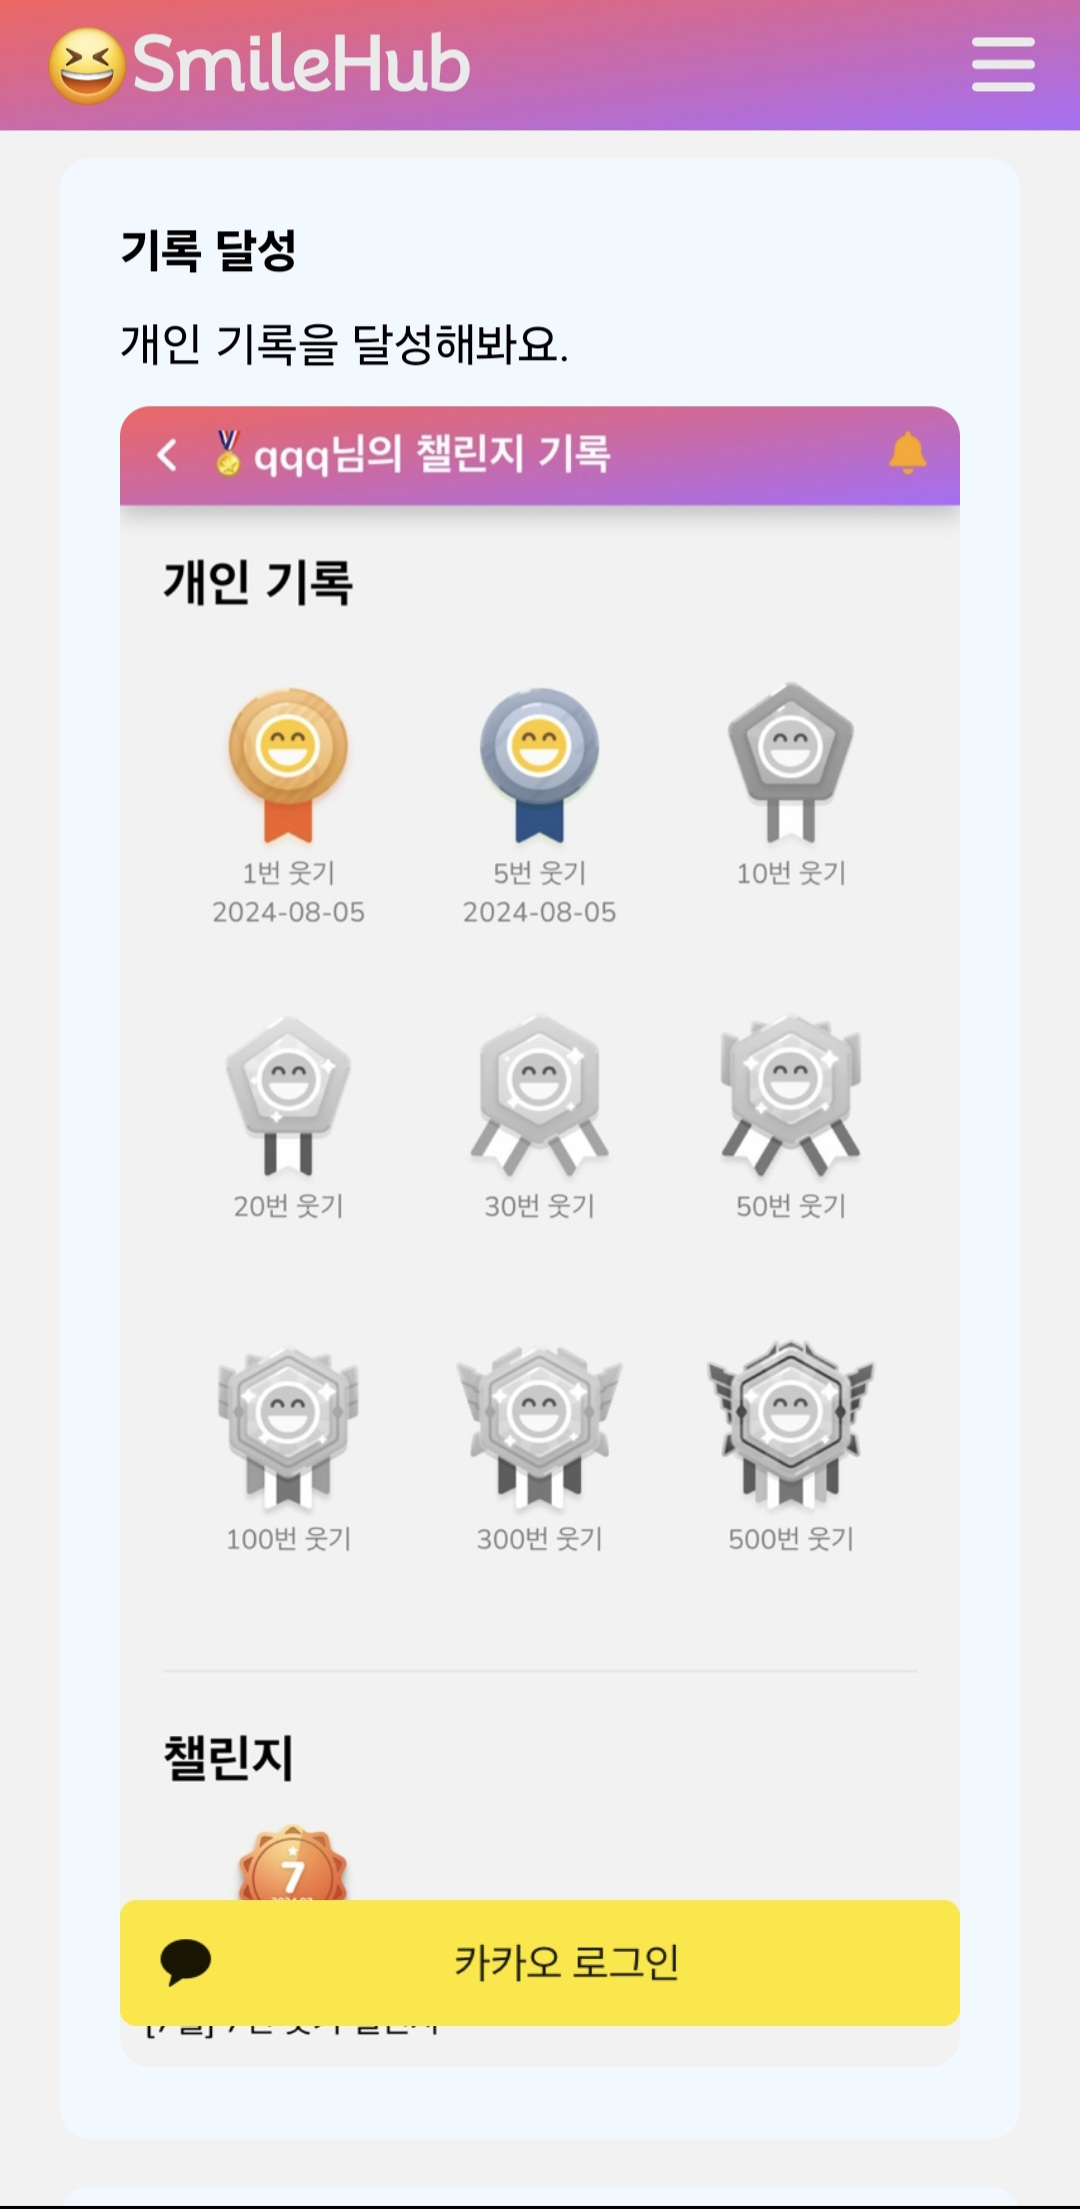 SmileHub
기록 달성
개인 기록을 달성해봐요.
qqq님의 챌린지 기록
개인 기록
1번 웃기
2024-08-05
5번 웃기
2024-08-05
10번 웃기
20번 웃기
30번 웃기
50번 웃기
100번 웃기
300번 웃기
500번 웃기
챌린지
7
카카오 로그인